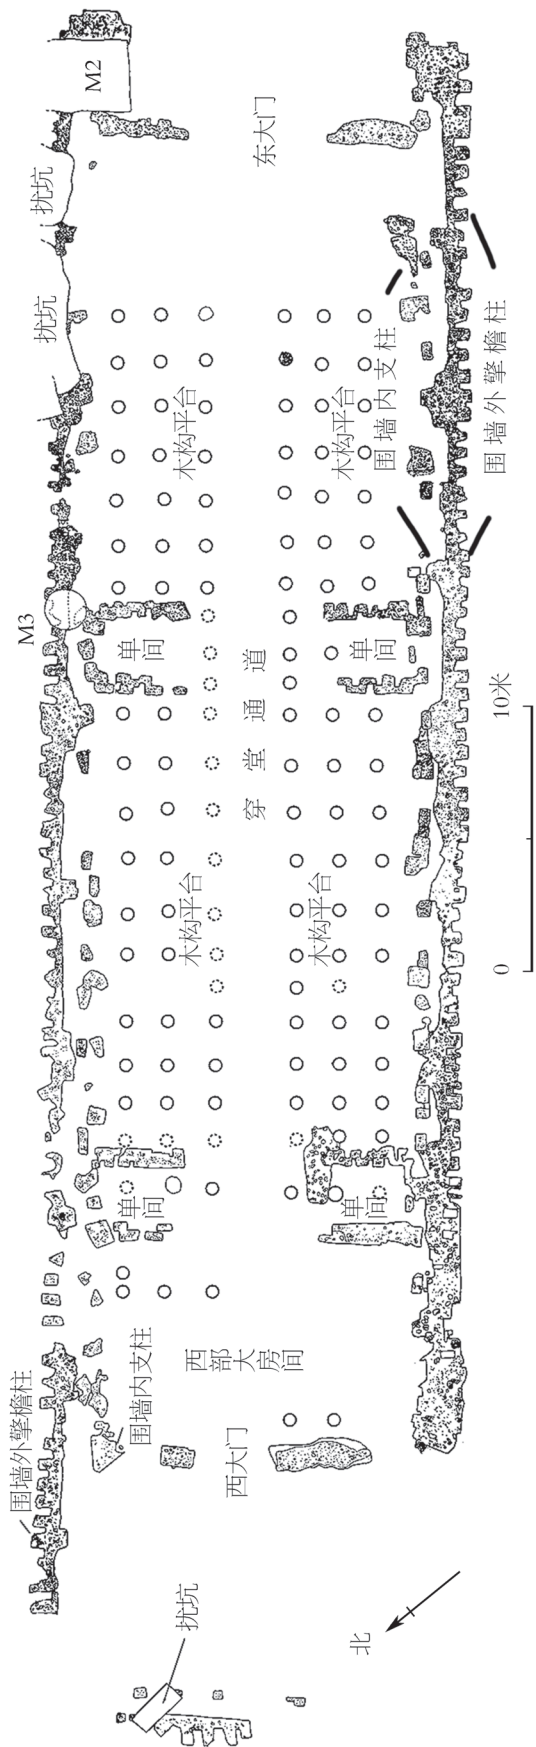 M2
扰坑
扰坑
东大门
木构平台
木构平台
围墙内支柱
围墙外擎檐柱
M3
单间
单间
穿堂通道
木构平台
木构平台
10米
0
单间
单间
西部大房间
围墙内支柱
围墙外擎檐柱
西大门
扰坑
北